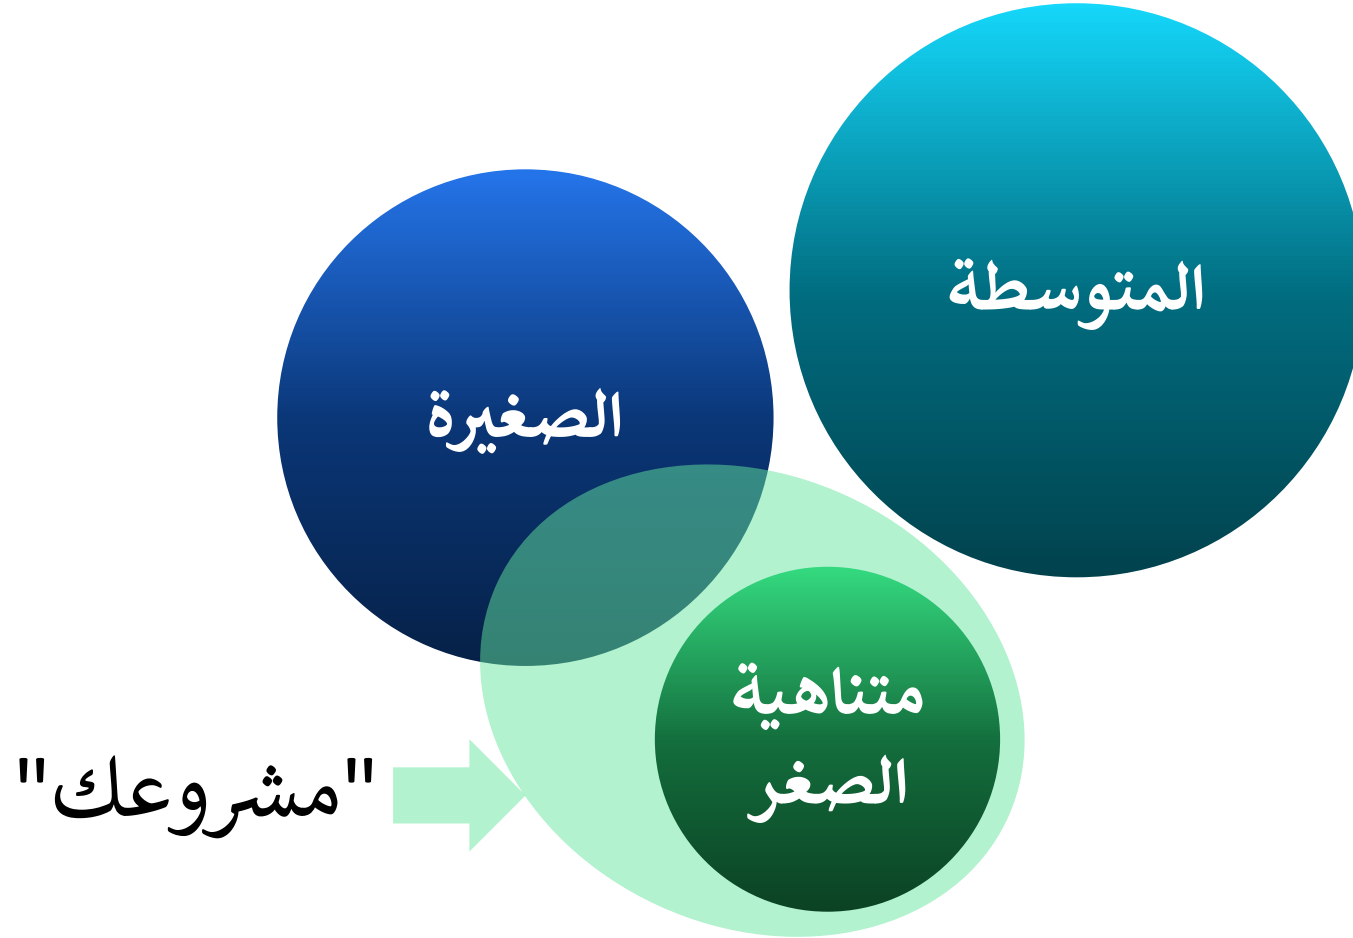 المتوسطة
الصغيرة
متناهية
الصغر
"مشروعك"